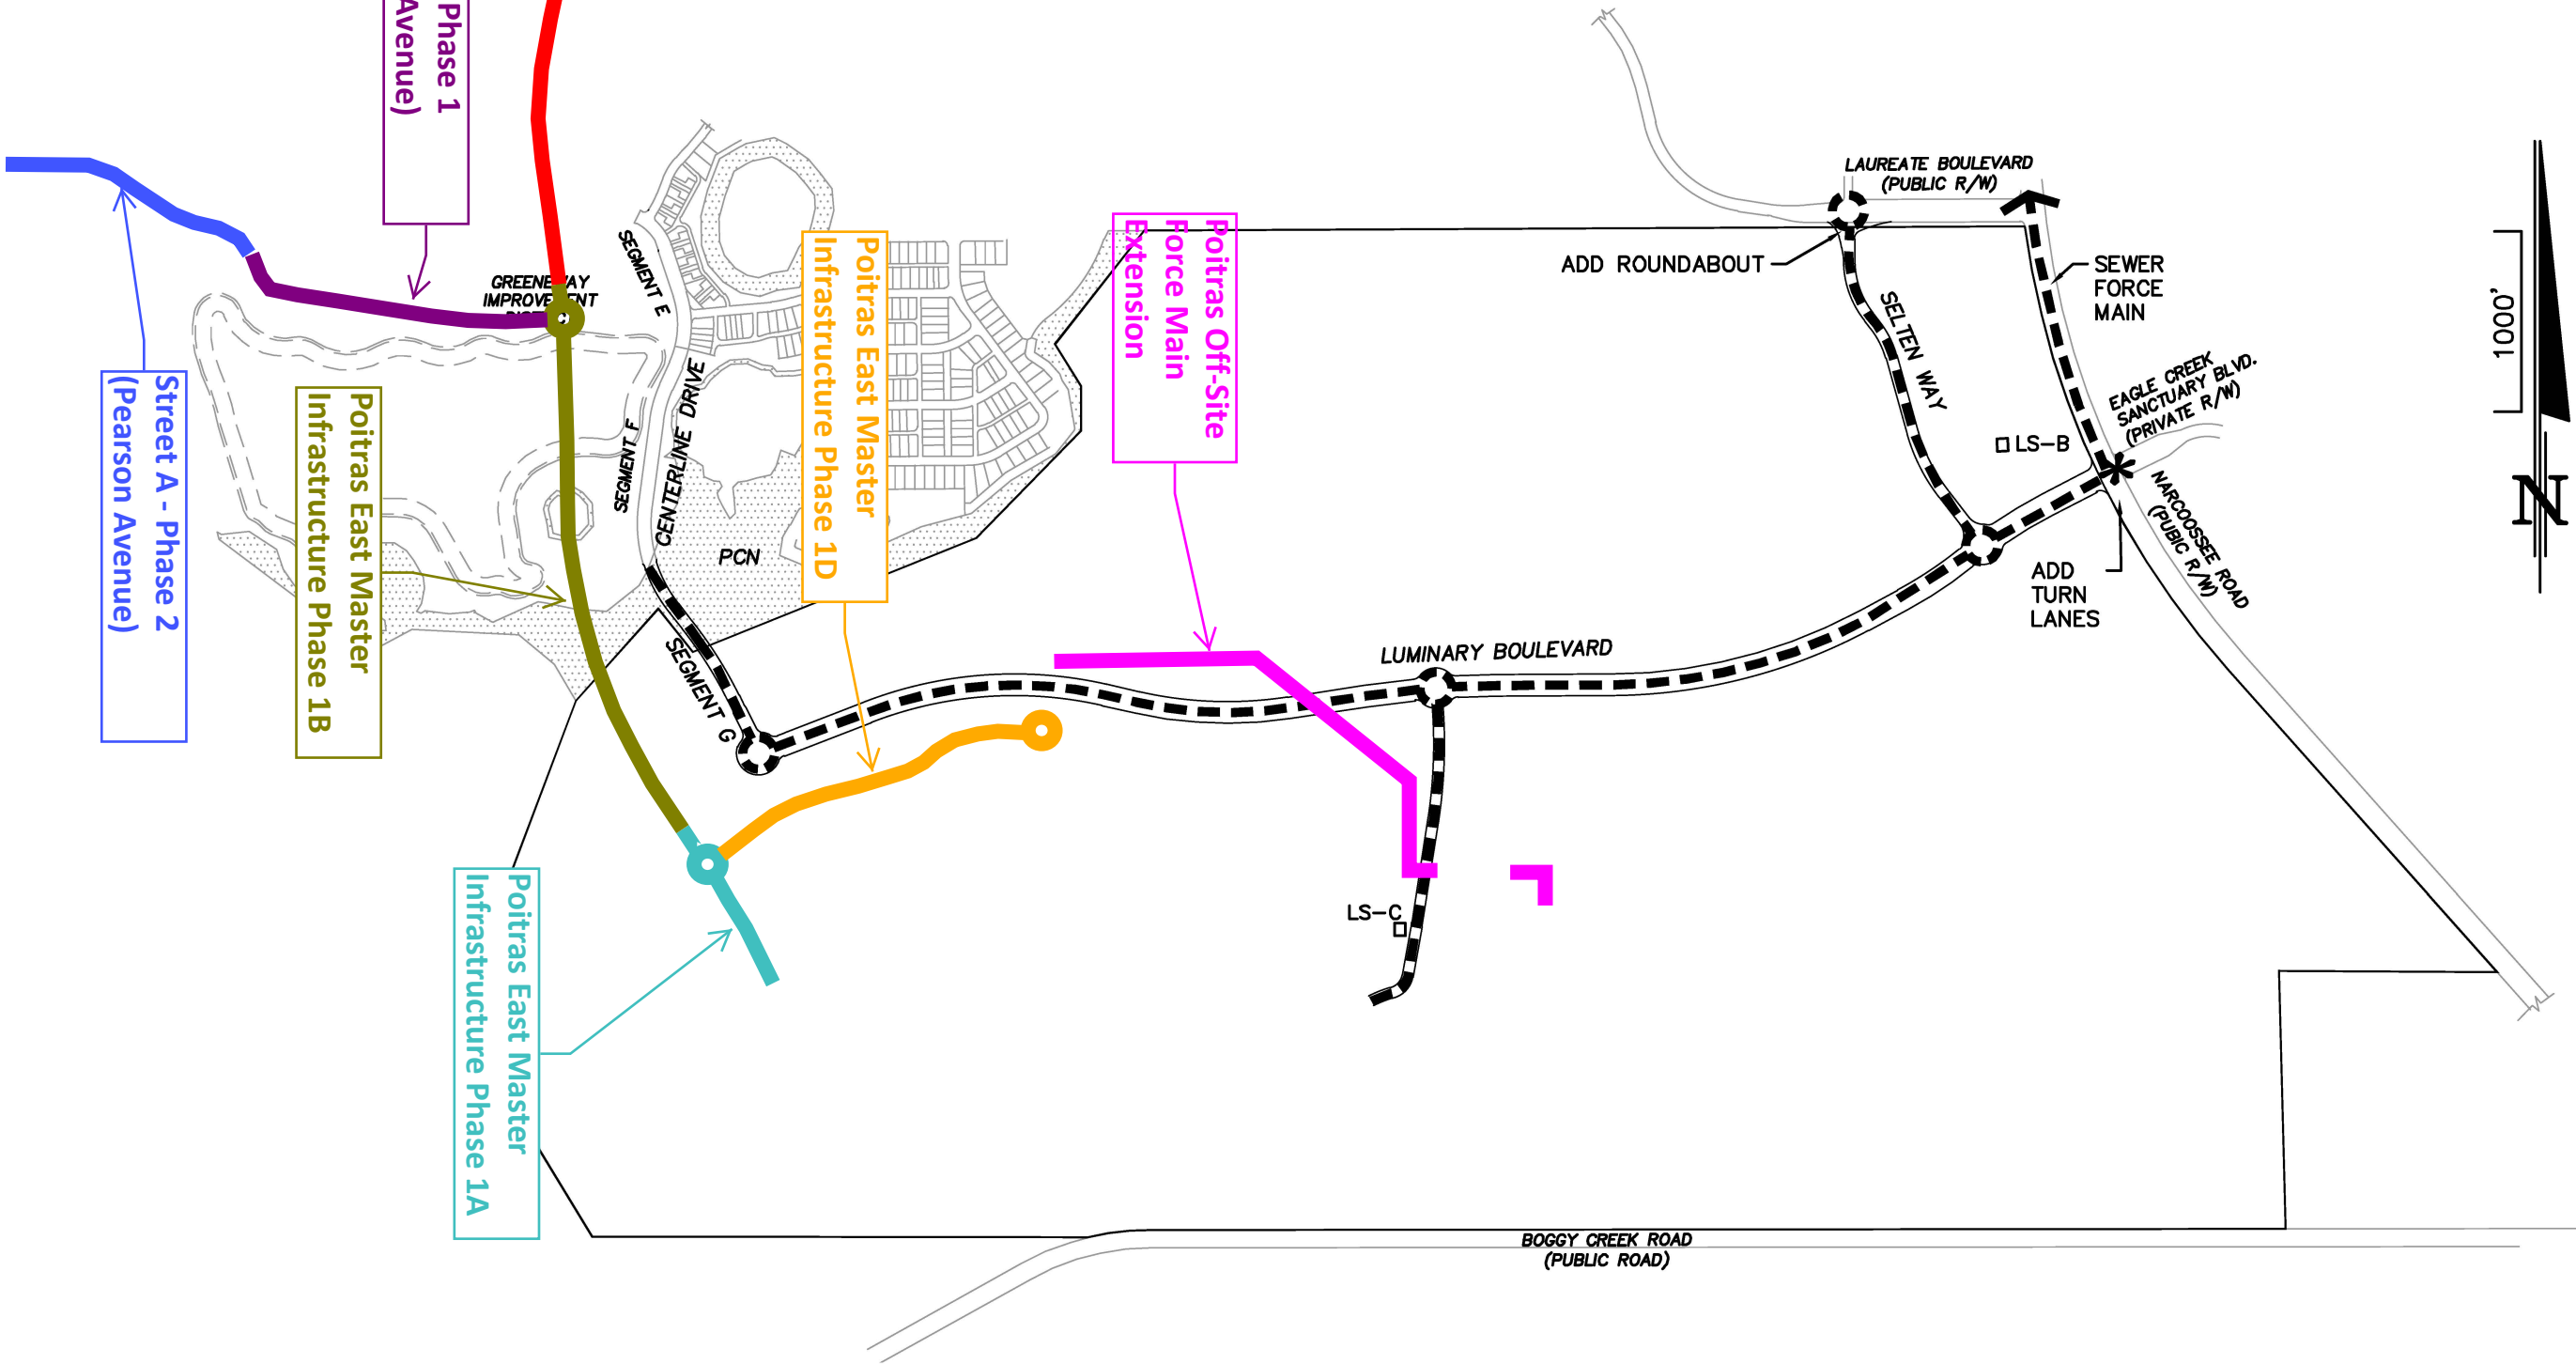 Phase 1
Avenue)
Street A - Phase 2
(Pearson Avenue)
Poitras East Master
Infrastructure Phase 1B
Poitras East Master
Infrastructure Phase 1A
Poitras East Master
Infrastructure Phase 1D
Poitras Off-Site
Force Main
Extension
GREENEWAY
IMPROVEMENT
SEGMENT E
SEGMENT F
CENTERLINE DRIVE
PCN
SEGMENT G
LUMINARY BOULEVARD
LAUREATE BOULEVARD
(PUBLIC R/W)
ADD ROUNDABOUT
SELTEN WAY
SEWER
FORCE
MAIN
EAGLE CREEK
SANCTUARY BLVD.
(PRIVATE R/W)
LS-B
NARCOOSSEE ROAD
(PUBIC R/W)
ADD
TURN
LANES
LS-C
BOGGY CREEK ROAD
(PUBLIC ROAD)
1000'
N